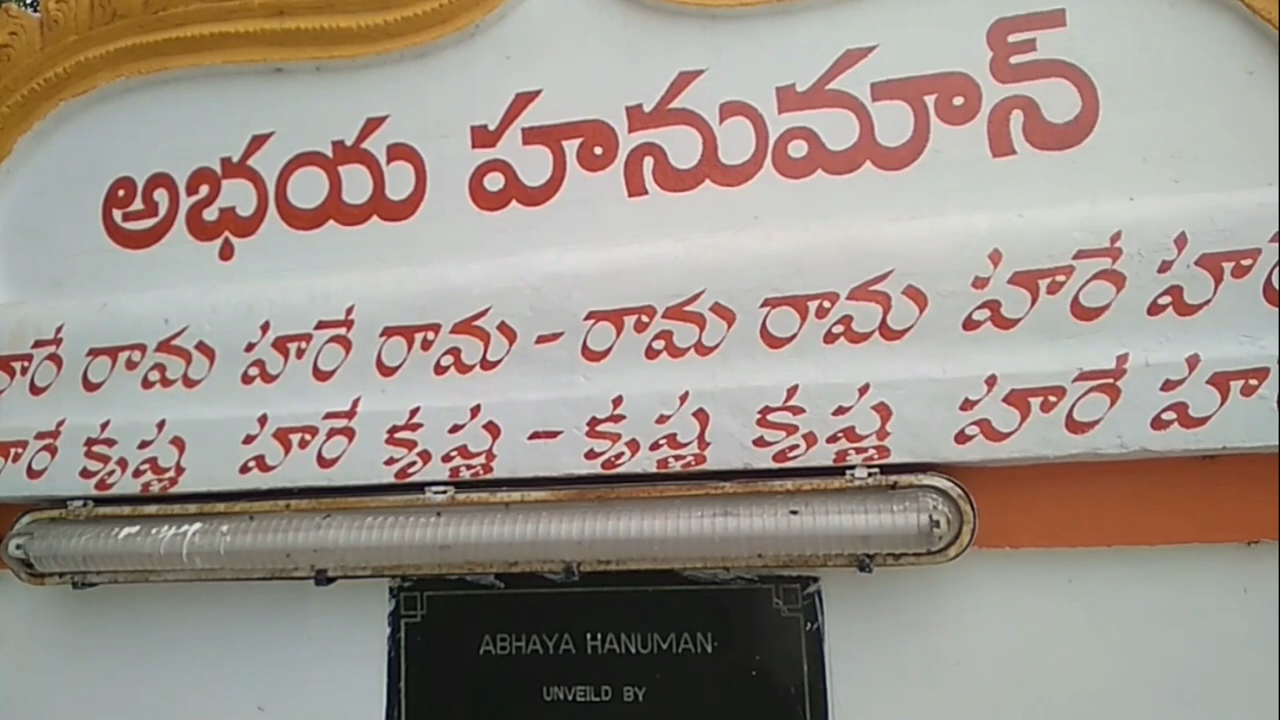 అభయ హనుమాన్
హరే రామ హరే రామ - రామ రామ హరే హరే
హరే కృష్ణ హరే కృష్ణ - కృష్ణ కృష్ణ హరే హ
ABHAYA HANUMAN
UNVEILD BY